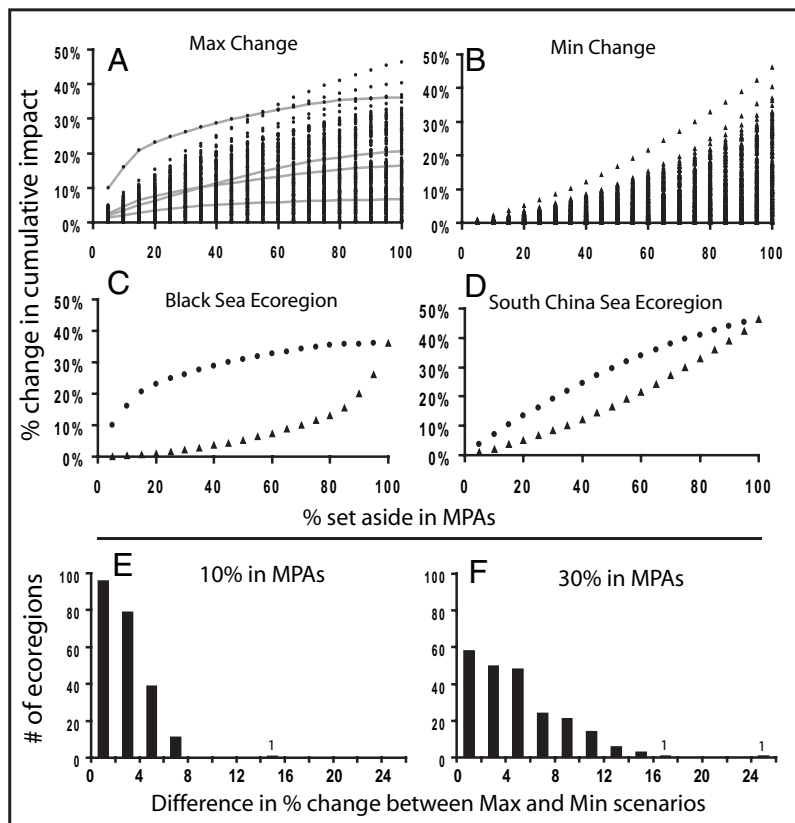 A
Max Change
50%
40%
30%
20%
10%
0%
0 20 40 60 80 100
B
Min Change
50%
40%
30%
20%
10%
0%
0 20 40 60 80 100
% change in cumulative impact
C
Black Sea Ecoregion
50%
40%
30%
20%
10%
0%
0 20 40 60 80 100
D
South China Sea Ecoregion
50%
40%
30%
20%
10%
0%
0 20 40 60 80 100
% set aside in MPAs
# of ecoregions
E
10% in MPAs
100
80
60
40
20
0
1
0 4 8 12 16 20 24
F
30% in MPAs
100
80
60
40
20
0
1
1
0 4 8 12 16 20 24
Difference in % change between Max and Min scenarios